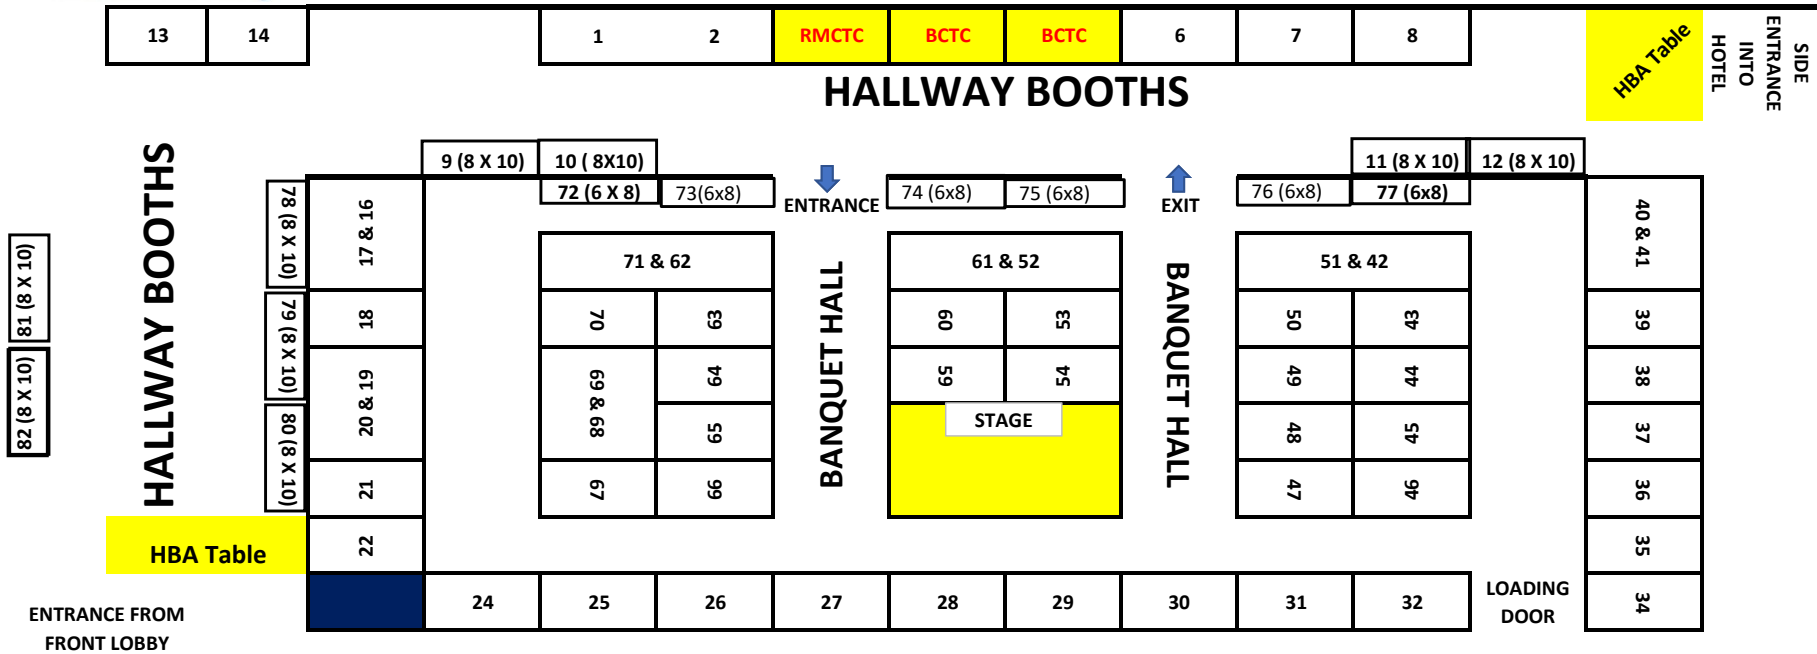 13
14
1
2
RMCTC
BCTC
BCTC
6
7
8
HBA Table
SIDE
ENTRANCE
INTO
HOTEL
HALLWAY BOOTHS
HALLWAY BOOTHS
9 (8 X 10)
10 ( 8X10)
11 (8 X 10)
12 (8 X 10)
72 (6 X 8)
73(6x8)
ENTRANCE
74 (6x8)
75 (6x8)
EXIT
76 (6x8)
77 (6x8)
81 (8 X 10)
82 (8 X 10)
78 (8 X 10)
79 (8 X 10)
80 (8 X 10)
17 & 16
18
20 & 19
21
22
71 & 62
70
63
69 & 68
64
65
67
66
BANQUET HALL
61 & 52
60
53
59
54
STAGE
BANQUET HALL
51 & 42
50
43
49
44
48
45
47
46
40 & 41
39
38
37
36
35
34
HBA Table
ENTRANCE FROM
FRONT LOBBY
24
25
26
27
28
29
30
31
32
LOADING
DOOR